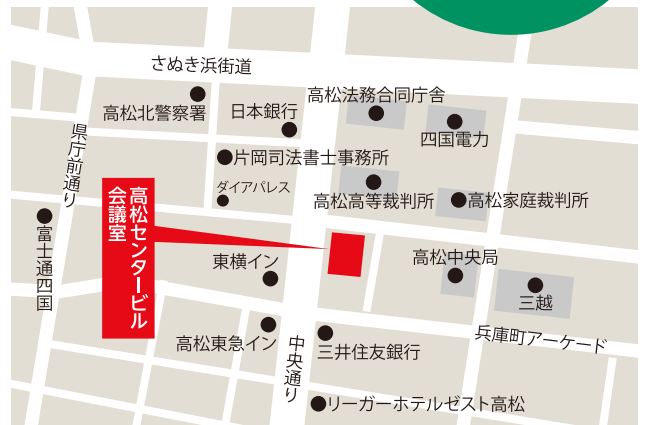 さぬき浜街道
高松北警察署
日本銀行
高松法務合同庁舎
四国電力
県庁前通り
片岡司法書士事務所
ダイアパレス
高松高等裁判所
高松家庭裁判所
高松センタービル
会議室
富士通四国
東横イン
高松中央局
三越
高松東急イン
中央通り
三井住友銀行
兵庫町アーケード
リーガーホテルゼスト高松